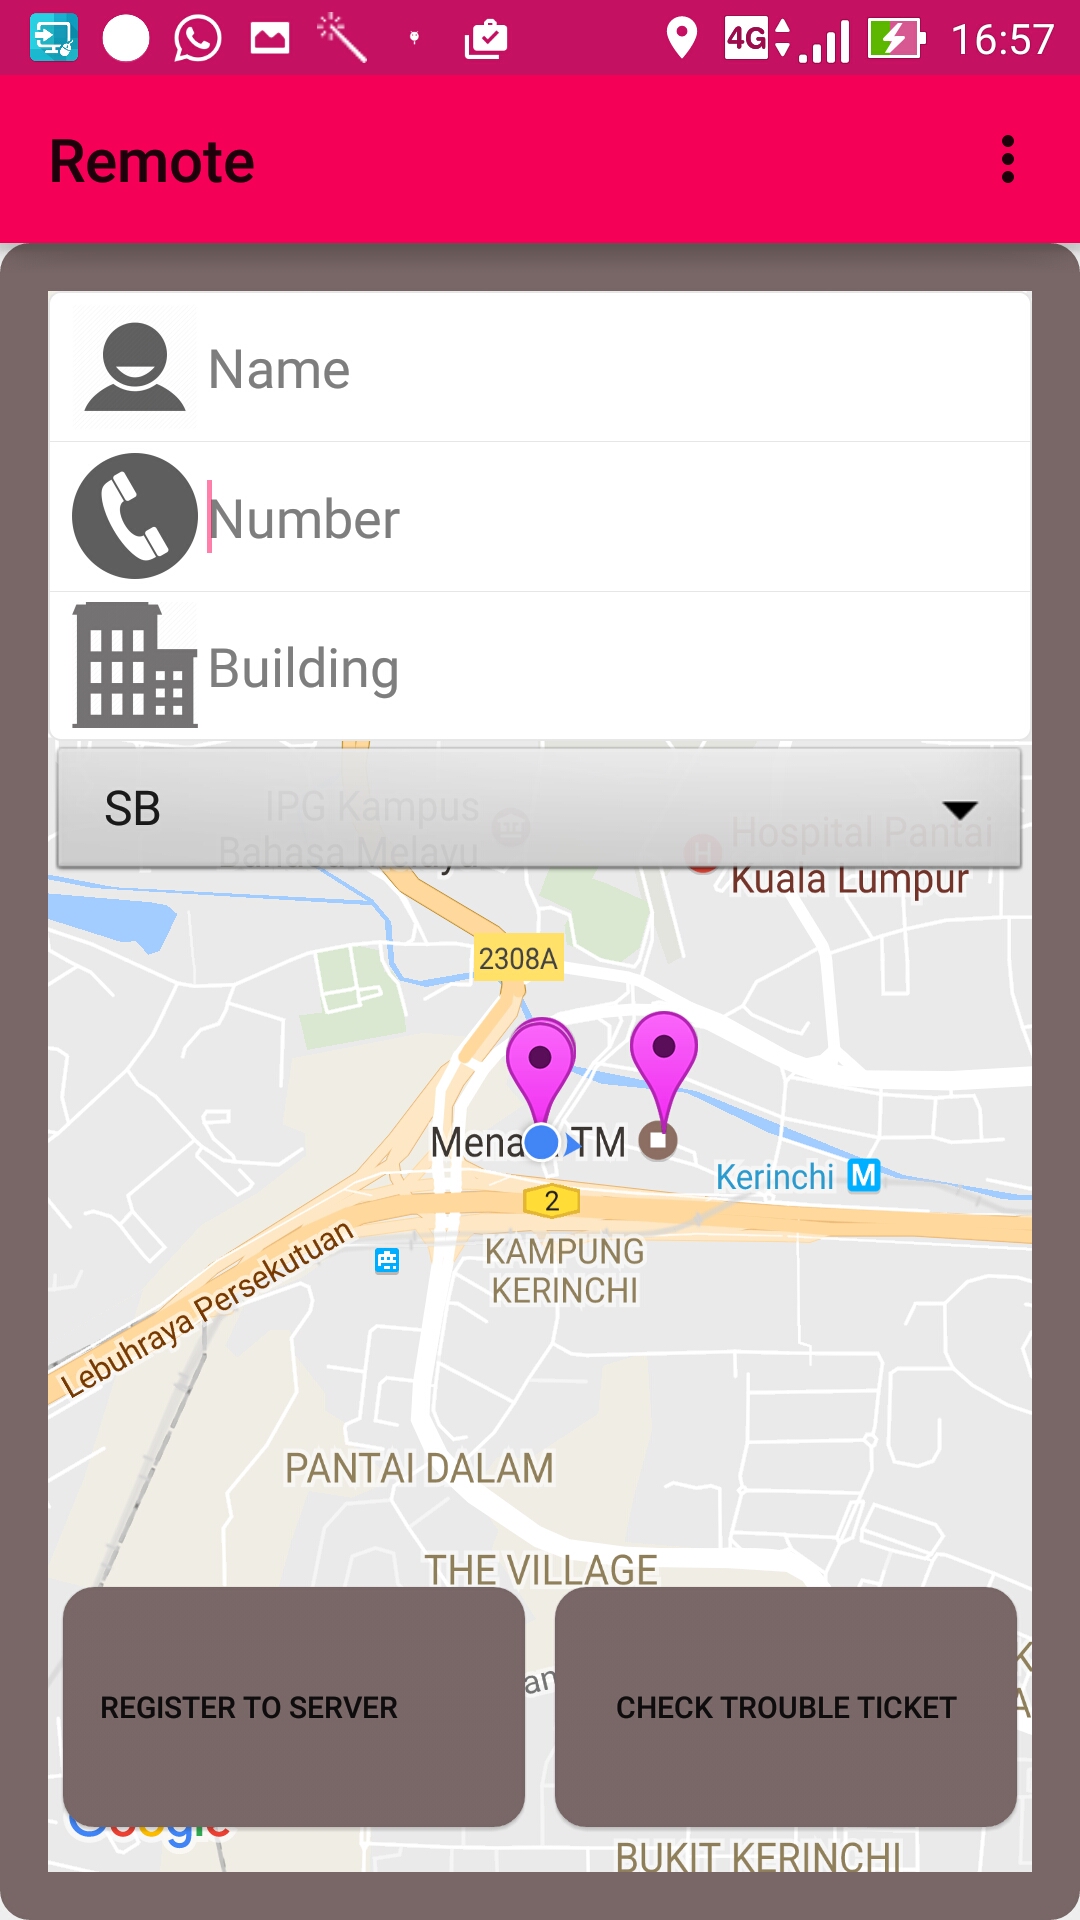 4G 16:57
Remote
Name
Number
Building
SB
IPG Kampus
Bahasa Melayu
H
Hospital Pantai
Kuala Lumpur
2308A
Menara TM
Kerinchi M
2
Lebuhraya Persekutuan
KAMPUNG
KERINCHI
PANTAI DALAM
THE VILLAGE
REGISTER TO SERVER
CHECK TROUBLE TICKET
Google
BUKIT KERINCHI